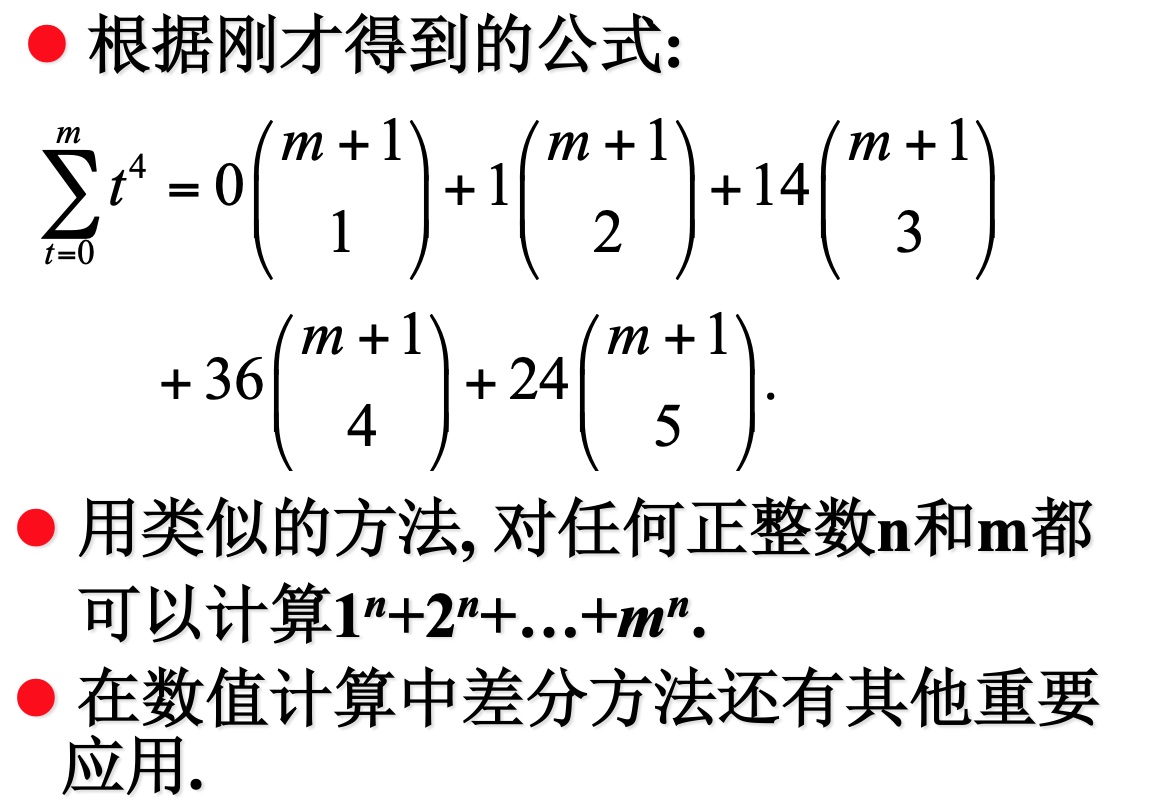 ● 根据刚才得到的公式:
$\sum_{t=0}^{m} t^4 = 0\binom{m+1}{1} + 1\binom{m+1}{2} + 14\binom{m+1}{3}$
$+ 36\binom{m+1}{4} + 24\binom{m+1}{5}.$
● 用类似的方法, 对任何正整数n和m都
可以计算1ⁿ+2ⁿ+…+mⁿ.
● 在数值计算中差分方法还有其他重要
应用.